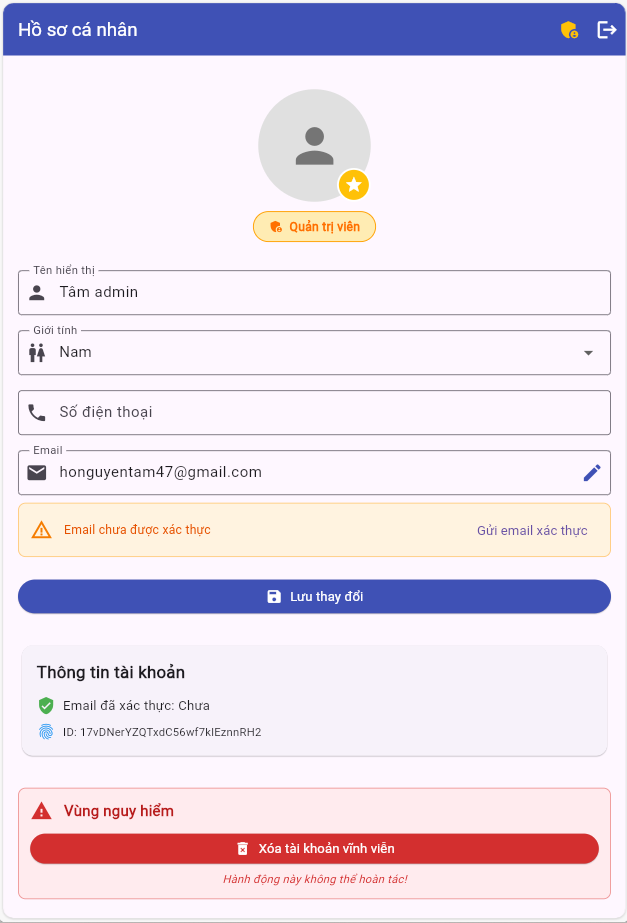 Hồ sơ cá nhân
Quản trị viên
Tên hiển thị
Tâm admin
Giới tính
Nam
Số điện thoại
Email
honguyentam47@gmail.com
Email chưa được xác thực
Gửi email xác thực
Lưu thay đổi
Thông tin tài khoản
Email đã xác thực: Chưa
ID: 17vDNerYZQTxdC56wf7klEznnRH2
Vùng nguy hiểm
Xóa tài khoản vĩnh viễn
Hành động này không thể hoàn tác!